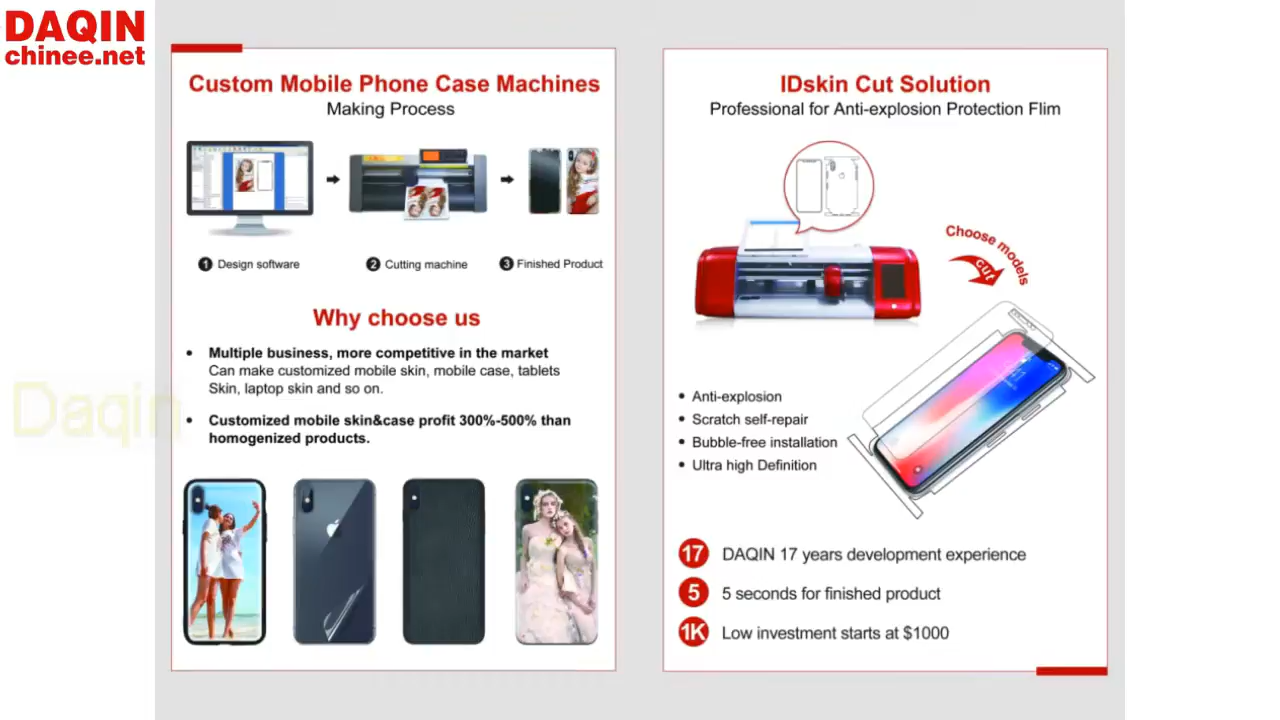 DAQIN
chinee.net
Custom Mobile Phone Case Machines
Making Process
1 Design software
2 Cutting machine
3 Finished Product
Why choose us
• Multiple business, more competitive in the market
Can make customized mobile skin, mobile case, tablets
Skin, laptop skin and so on.
• Customized mobile skin&case profit 300%-500% than
homogenized products.
Daqin
IDskin Cut Solution
Professional for Anti-explosion Protection Flim
Choose models
cut
• Anti-explosion
• Scratch self-repair
• Bubble-free installation
• Ultra high Definition
17 DAQIN 17 years development experience
5 5 seconds for finished product
1K Low investment starts at $1000